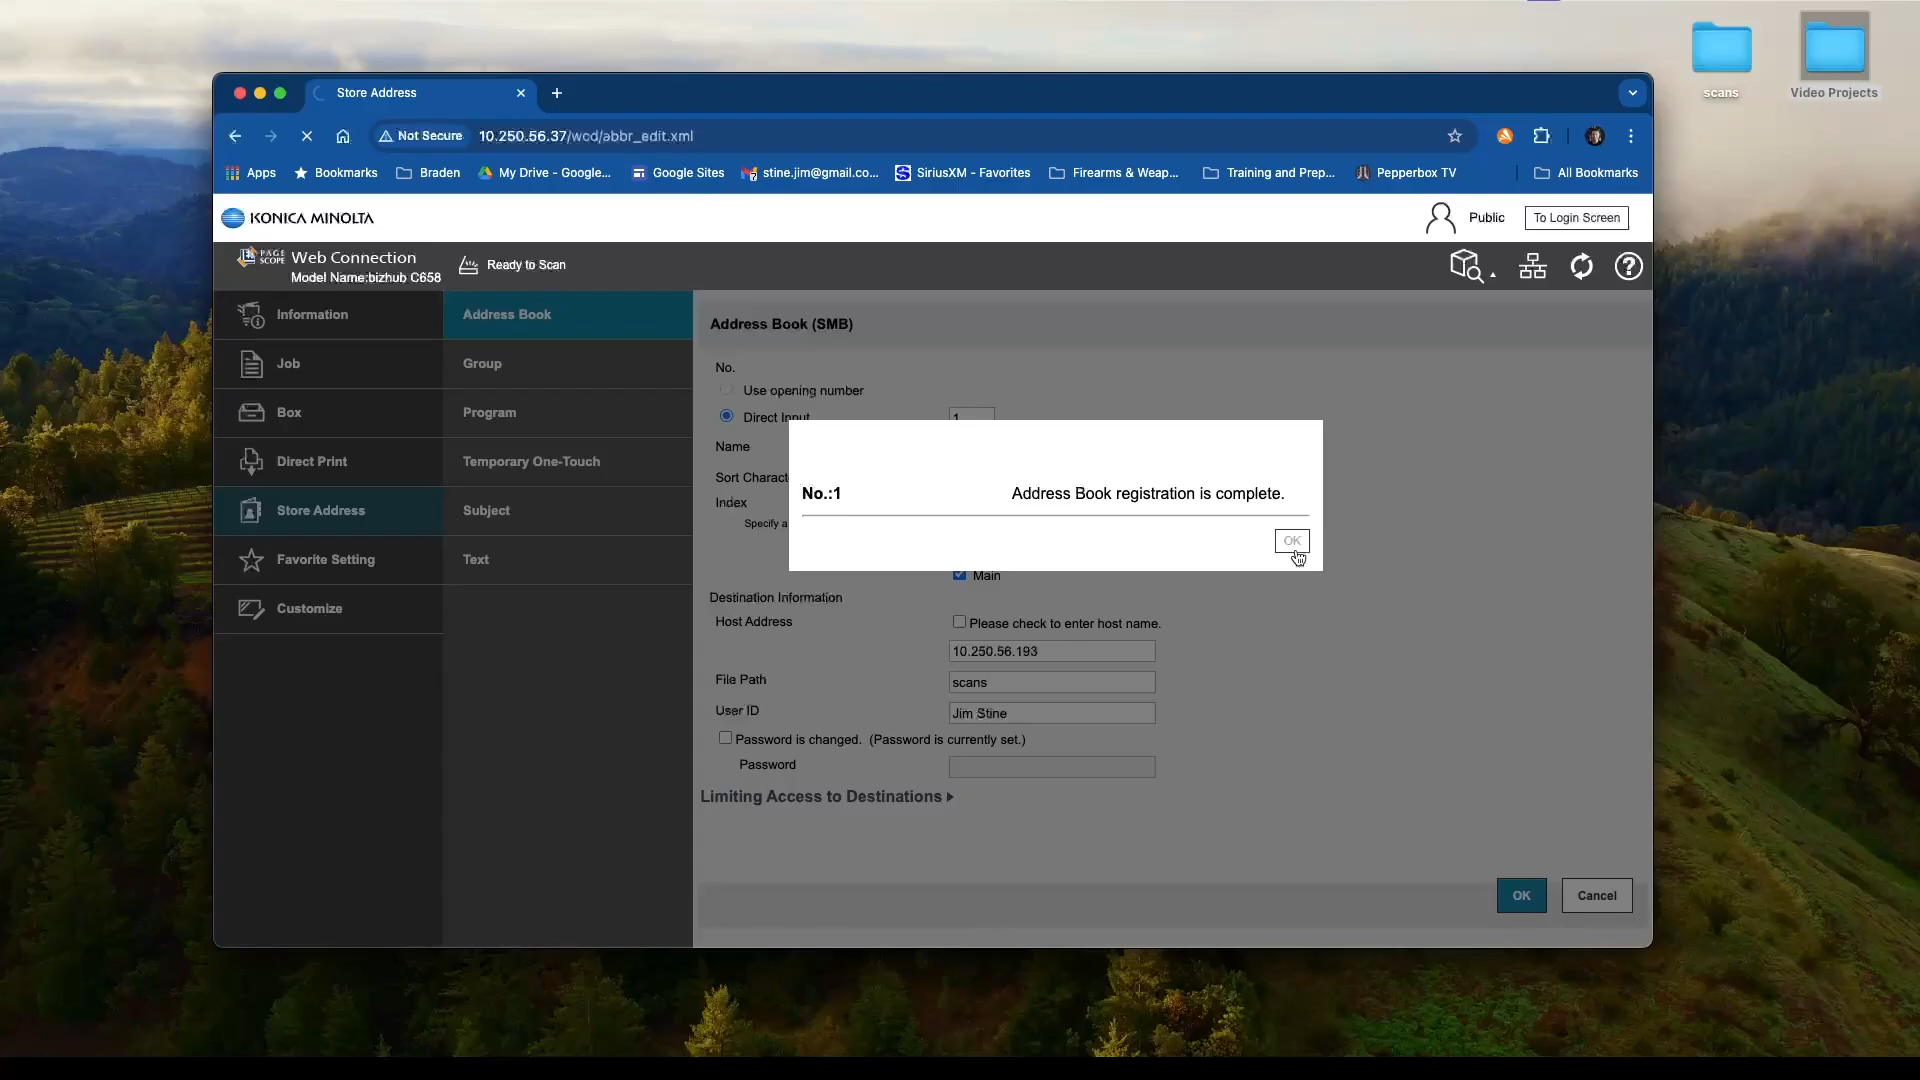 scans
Video Projects
Store Address
Not Secure
10.250.56.37/wcd/abbr_edit.xml
Apps
Bookmarks
Braden
My Drive - Google...
Google Sites
stine.jim@gmail.co...
SiriusXM - Favorites
Firearms & Weap...
Training and Prep...
Pepperbox TV
All Bookmarks
KONICA MINOLTA
Public
To Login Screen
PAGE SCOPE
Web Connection
Model Name:bizhub C658
Ready to Scan
Information
Job
Box
Direct Print
Store Address
Favorite Setting
Customize
Address Book
Group
Program
Temporary One-Touch
Subject
Text
Address Book (SMB)
No.
Use opening number
Direct Input
1
Name
Sort Charact
Index
Specify a
No.:1
Address Book registration is complete.
OK
Main
Destination Information
Host Address
Please check to enter host name.
10.250.56.193
File Path
scans
User ID
Jim Stine
Password is changed. (Password is currently set.)
Password
Limiting Access to Destinations
OK
Cancel